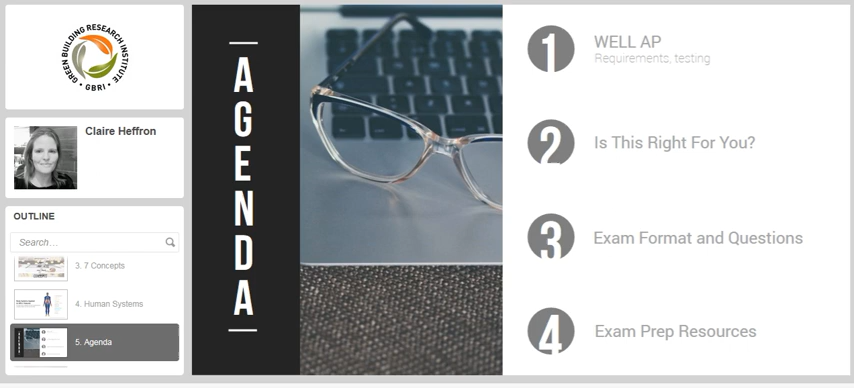 GREEN BUILDING RESEARCH INSTITUTE
• GBRI •
Claire Heffron
OUTLINE
Search...
3. 7 Concepts
4. Human Systems
5. Agenda
AGENDA
1
WELL AP
Requirements, testing
2
Is This Right For You?
3
Exam Format and Questions
4
Exam Prep Resources